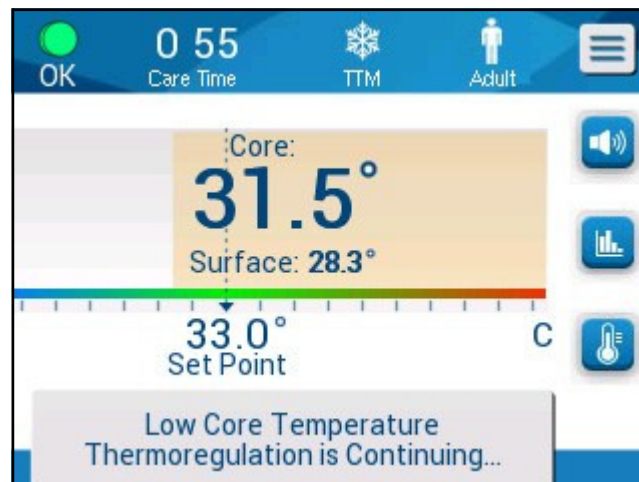 OK
0 55
Care Time
TTM
Adult
Core:
31.5°
Surface: 28.3°
33.0°
Set Point
C
Low Core Temperature
Thermoregulation is Continuing...